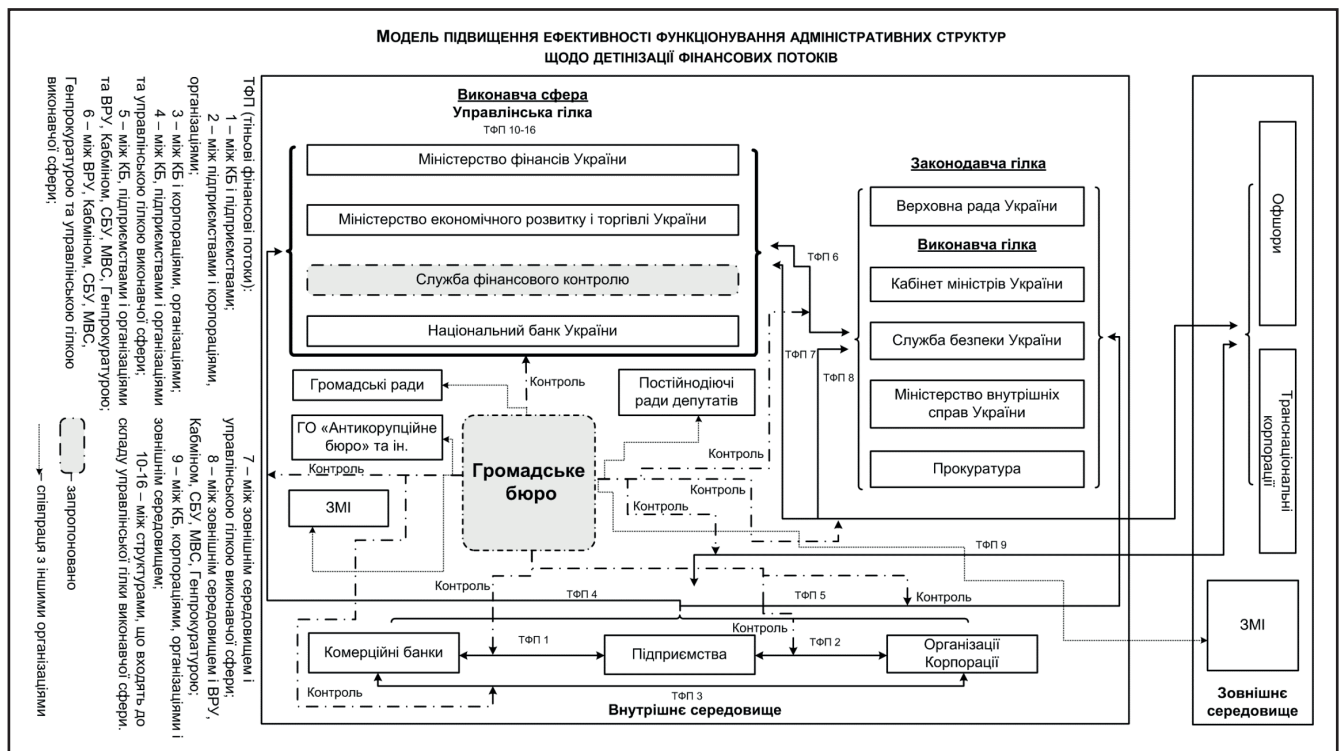 МОДЕЛЬ ПІДВИЩЕННЯ ЕФЕКТИВНОСТІ ФУНКЦІОНУВАННЯ АДМІНІСТРАТИВНИХ СТРУКТУР
ЩОДО ДЕТІНІЗАЦІЇ ФІНАНСОВИХ ПОТОКІВ
ТФП (тіньові фінансові потоки):
1 – між КБ і підприємствами;
2 – між підприємствами і корпораціями,
організаціями;
3 – між КБ і корпораціями, організаціями;
4 – між КБ, підприємствами і організаціями
та управлінською гілкою виконавчої сфери;
5 – між КБ, підприємствами і організаціями
та ВРУ, Кабміном, СБУ, МВС, Генпрокуратурою;
6 – між ВРУ, Кабміном, СБУ, МВС,
Генпрокуратурою та управлінською гілкою
виконавчої сфери;
7 – між зовнішнім середовищем і
управлінською гілкою виконавчої сфери;
8 – між зовнішнім середовищем і ВРУ,
Кабміном, СБУ, МВС, Генпрокуратурою;
9 – між КБ, корпораціями, організаціями і
зовнішнім середовищем;
10-16 – між структурами, що входять до
складу управлінської гілки виконавчої сфери.
– запропоновано
– співпраця з іншими організаціями
Виконавча сфера
Управлінська гілка
ТФП 10-16
Міністерство фінансів України
Міністерство економічного розвитку і торгівлі України
Служба фінансового контролю
Національний банк України
Законодавча гілка
Верховна рада України
Виконавча гілка
Кабінет міністрів України
Служба безпеки України
Міністерство внутрішніх
справ України
Прокуратура
ТФП 6
ТФП 7
ТФП 8
Офшори
Транснаціональні
корпорації
ЗМІ
Зовнішнє
середовище
Громадські ради
Контроль
Постійнодіючі
ради депутатів
ГО «Антикорупційне
бюро» та ін.
Контроль
ЗМІ
Громадське
бюро
Контроль
Контроль
Контроль
ТФП 9
Контроль
ТФП 4
ТФП 5
Контроль
Контроль
Комерційні банки
ТФП 1
Підприємства
ТФП 2
Організації
Корпорації
Контроль
ТФП 3
Внутрішнє середовище